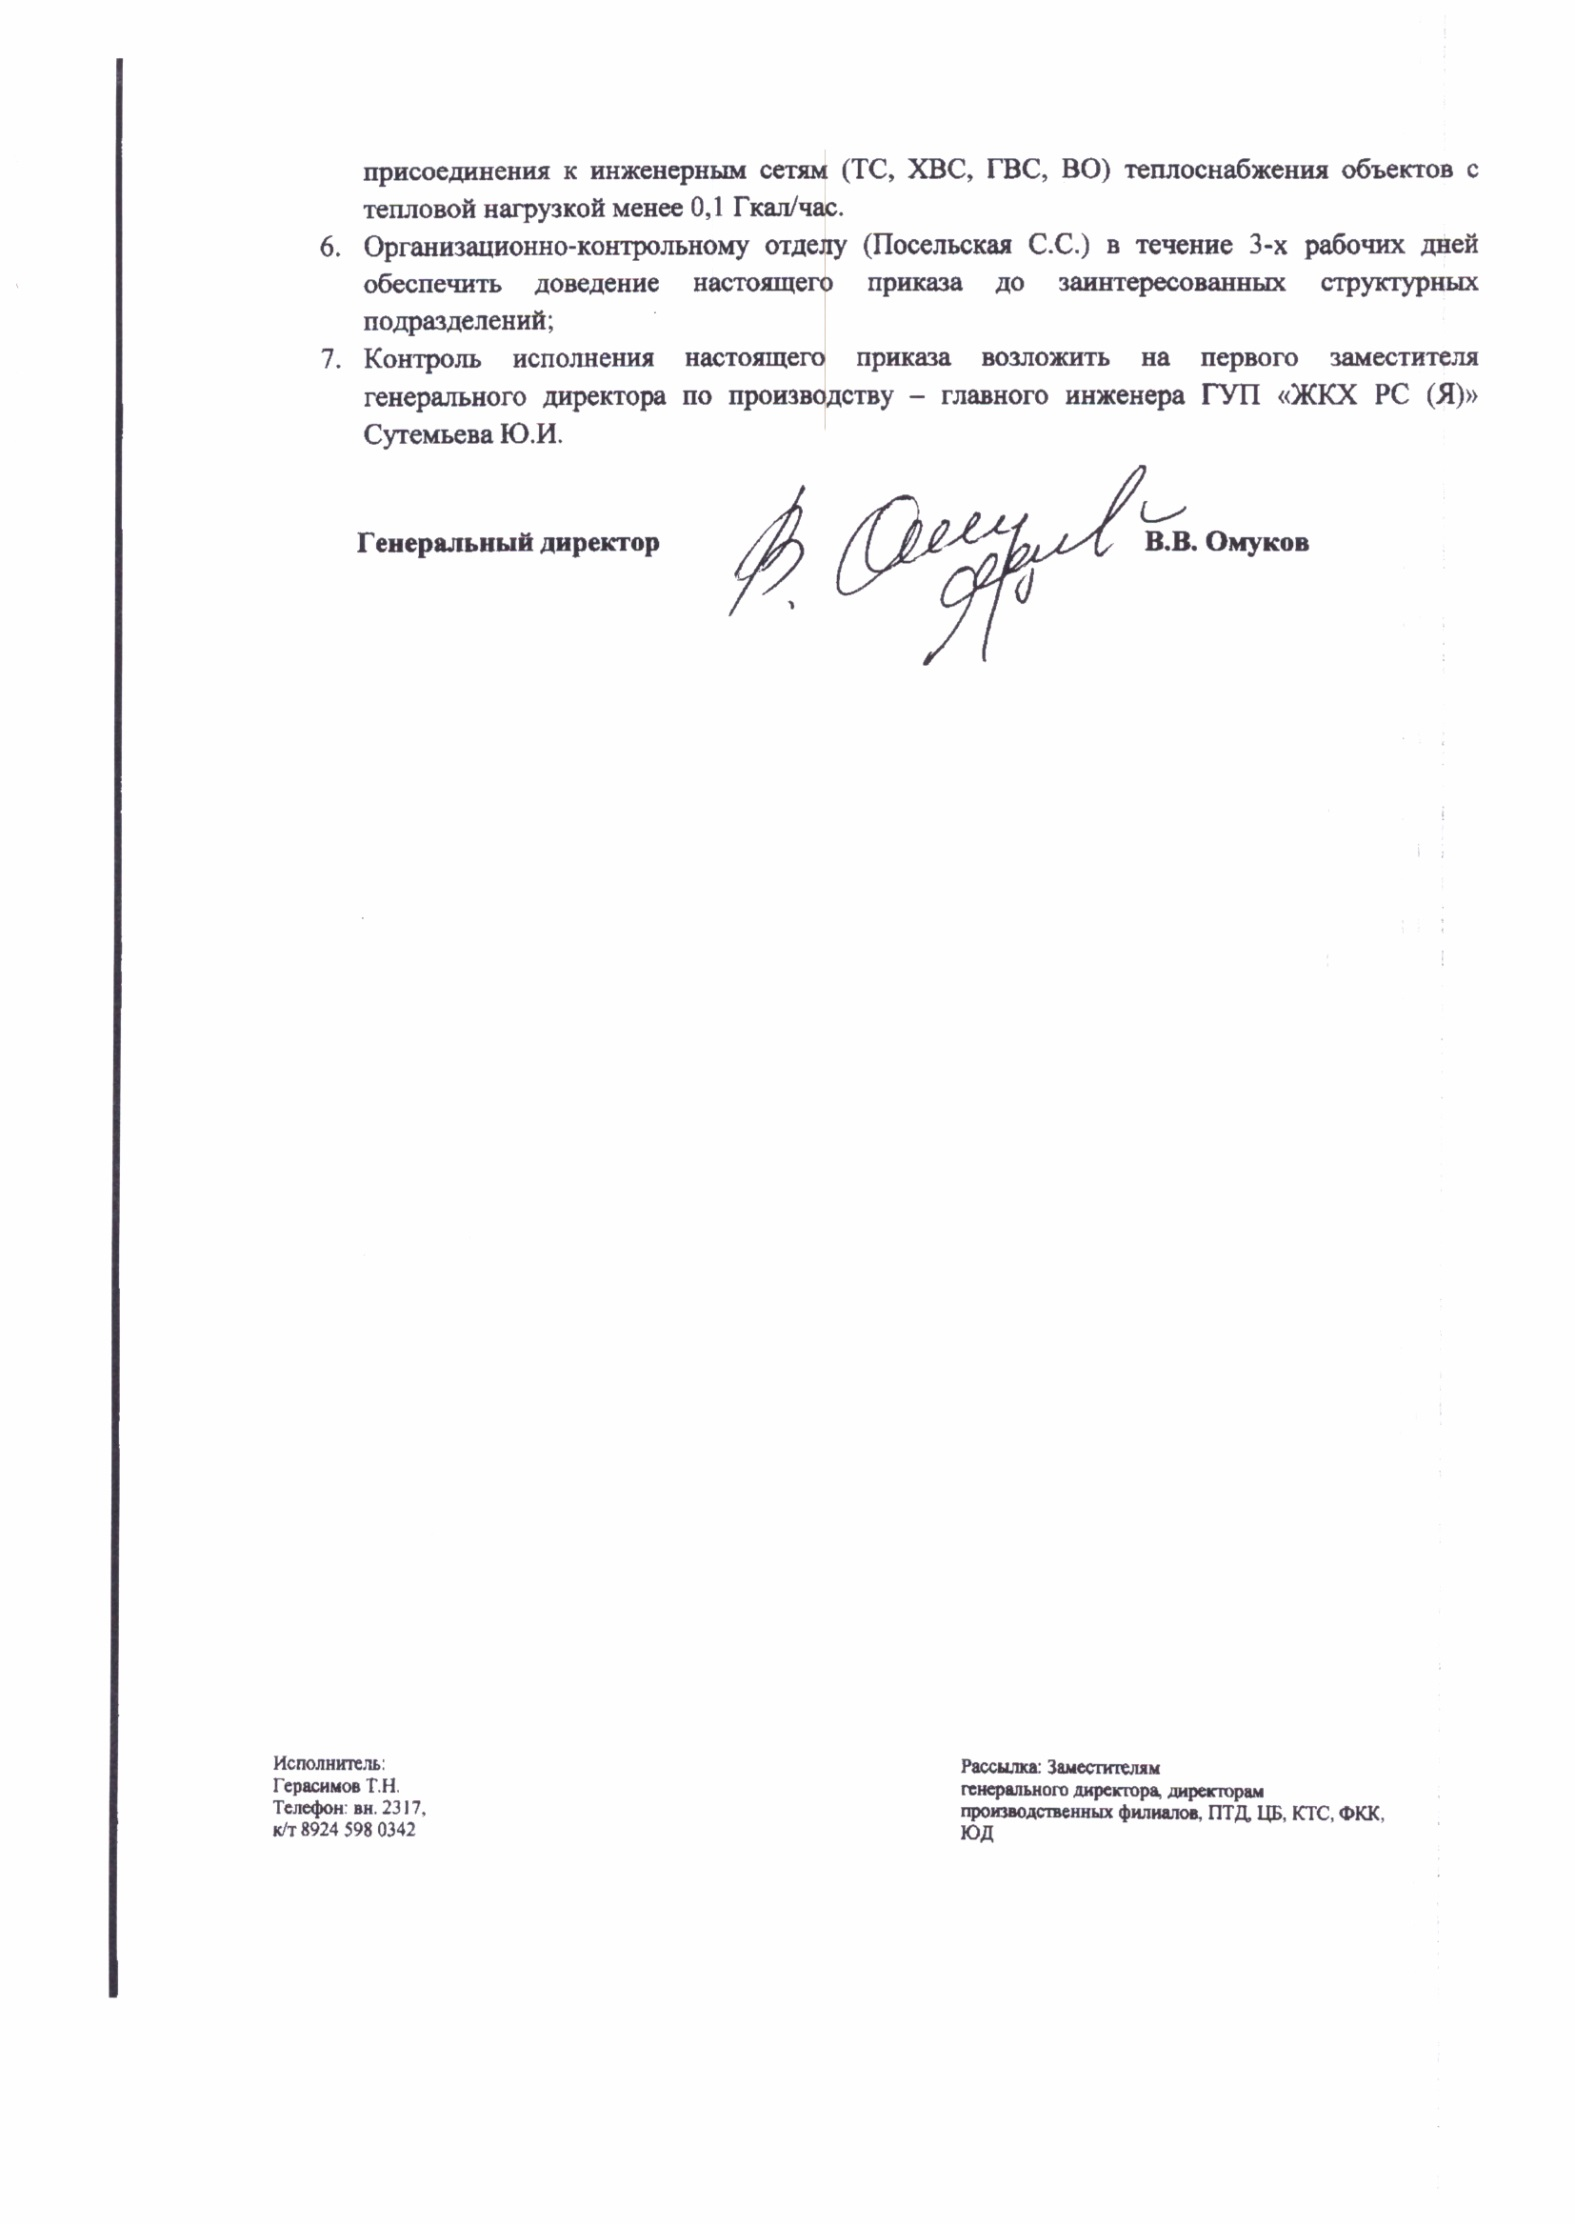 присоединения к инженерным сетям (ТС, ХВС, ГВС, ВО) теплоснабжения объектов с
тепловой нагрузкой менее 0,1 Гкал/час.
6. Организационно-контрольному отделу (Посельская С.С.) в течение 3-х рабочих дней
обеспечить доведение настоящего приказа до заинтересованных структурных
подразделений;
7. Контроль исполнения настоящего приказа возложить на первого заместителя
генерального директора по производству – главного инженера ГУП «ЖКХ РС (Я)»
Сутемьева Ю.И.
Генеральный директор В.В. Омуков
Исполнитель:
Герасимов Т.Н.
Телефон: вн. 2317,
к/т 8924 598 0342
Рассылка: Заместителям
генерального директора, директорам
производственных филиалов, ПТД, ЦБ, КТС, ФКК,
ЮД